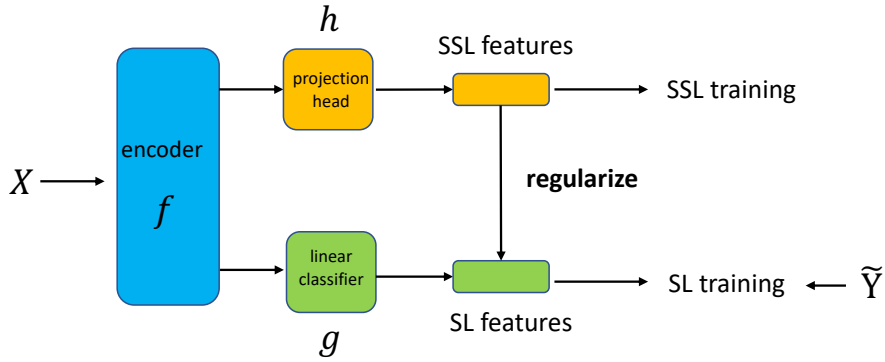 h
SSL features
projection
head
SSL training
encoder
X
f
regularize
linear
classifier
SL training
Ỹ
SL features
g